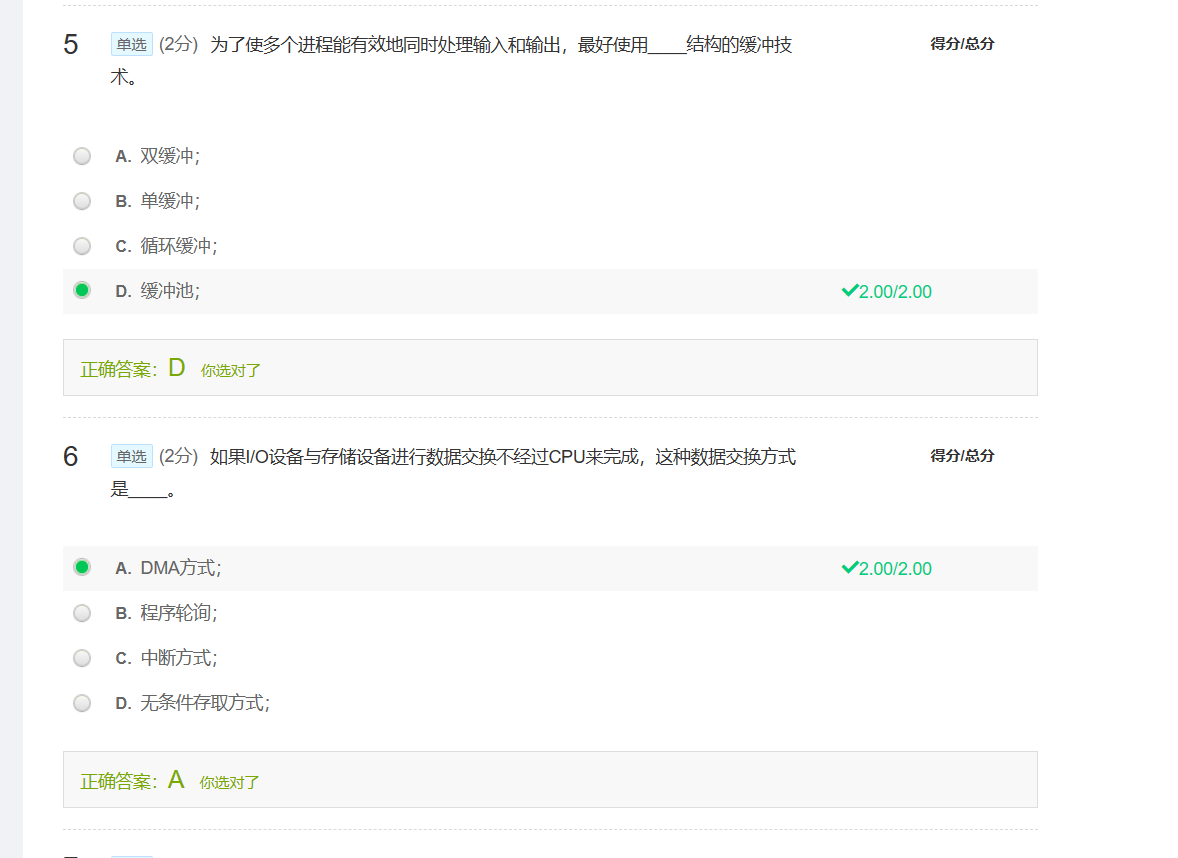 5 单选 (2分) 为了使多个进程能有效地同时处理输入和输出，最好使用____结构的缓冲技 得分/总分
术。
A. 双缓冲；
B. 单缓冲；
C. 循环缓冲；
D. 缓冲池； 2.00/2.00
正确答案：D 你选对了
6 单选 (2分) 如果I/O设备与存储设备进行数据交换不经过CPU来完成，这种数据交换方式 得分/总分
是____。
A. DMA方式； 2.00/2.00
B. 程序轮询；
C. 中断方式；
D. 无条件存取方式；
正确答案：A 你选对了